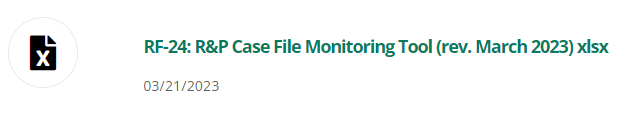 X
RF-24: R&P Case File Monitoring Tool (rev. March 2023) xlsx
03/21/2023